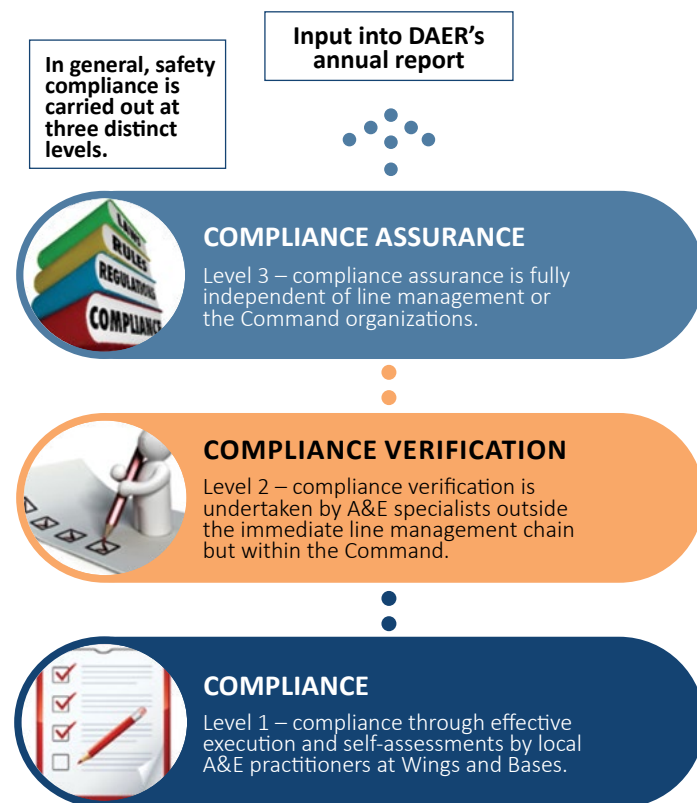 In general, safety
compliance is
carried out at
three distinct
levels.
Input into DAER’s
annual report
LAWS
RULES
REGULATIONS
COMPLIANCE
COMPLIANCE ASSURANCE
Level 3 – compliance assurance is fully
independent of line management or
the Command organizations.
COMPLIANCE VERIFICATION
Level 2 – compliance verification is
undertaken by A&E specialists outside
the immediate line management chain
but within the Command.
COMPLIANCE
Level 1 – compliance through effective
execution and self-assessments by local
A&E practitioners at Wings and Bases.